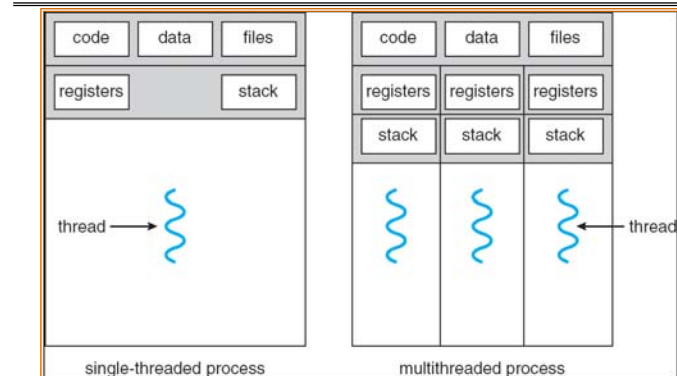 code data files code data files
registers stack registers registers registers
stack stack stack
thread thread
single-threaded process multithreaded process